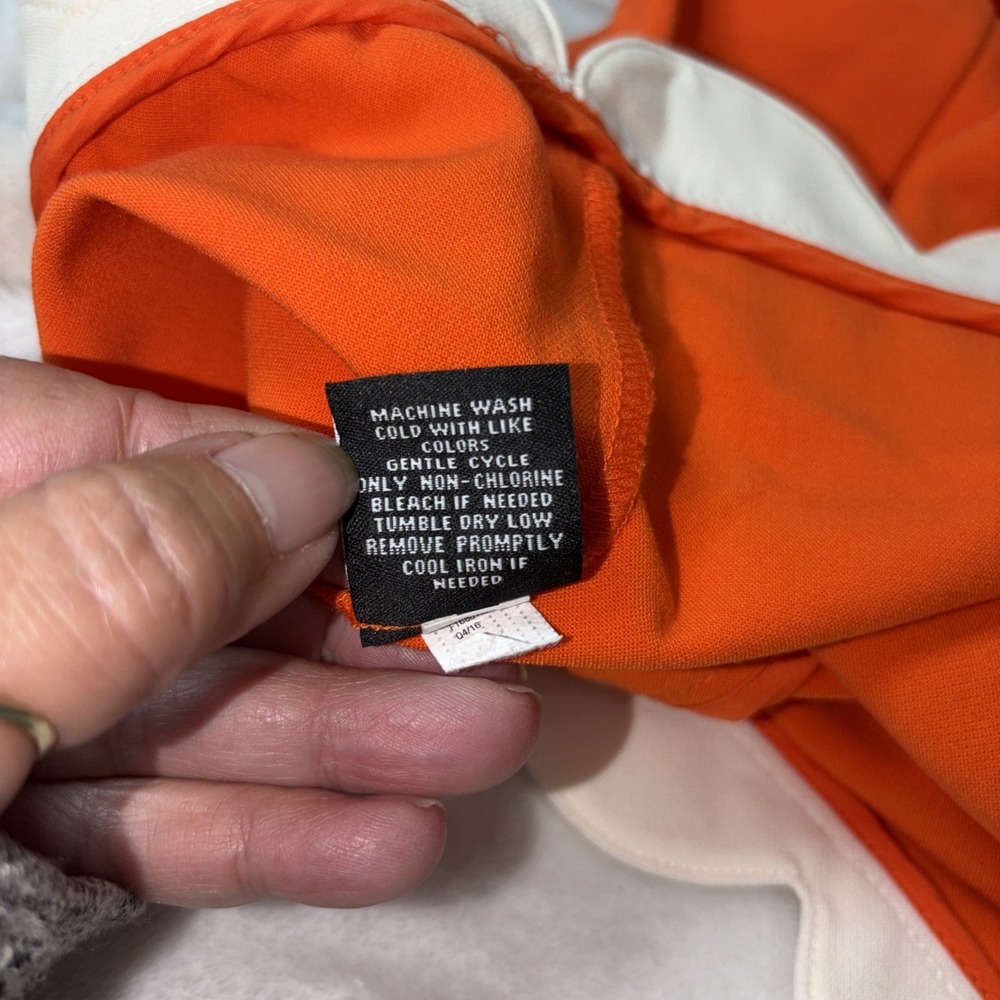 MACHINE WASH
COLD WITH LIKE
COLORS
GENTLE CYCLE
ONLY NON-CHLORINE
BLEACH IF NEEDED
TUMBLE DRY LOW
REMOVE PROMPTLY
COOL IRON IF
NEEDED
04/16